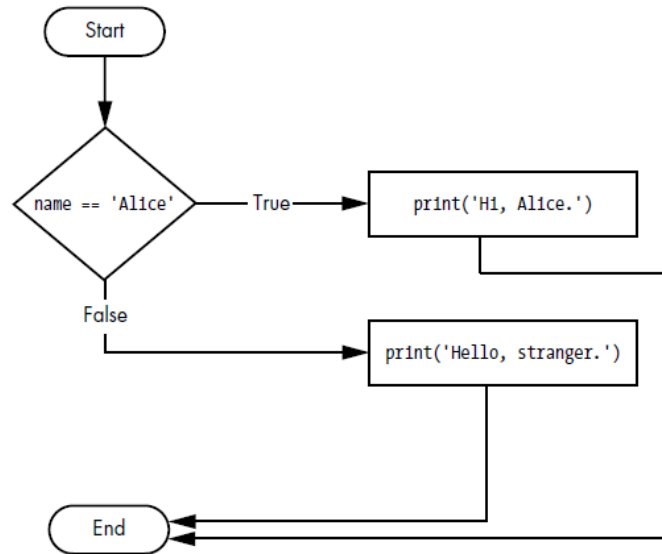 Start
name == 'Alice'
True
print('Hi, Alice.')
False
print('Hello, stranger.')
End